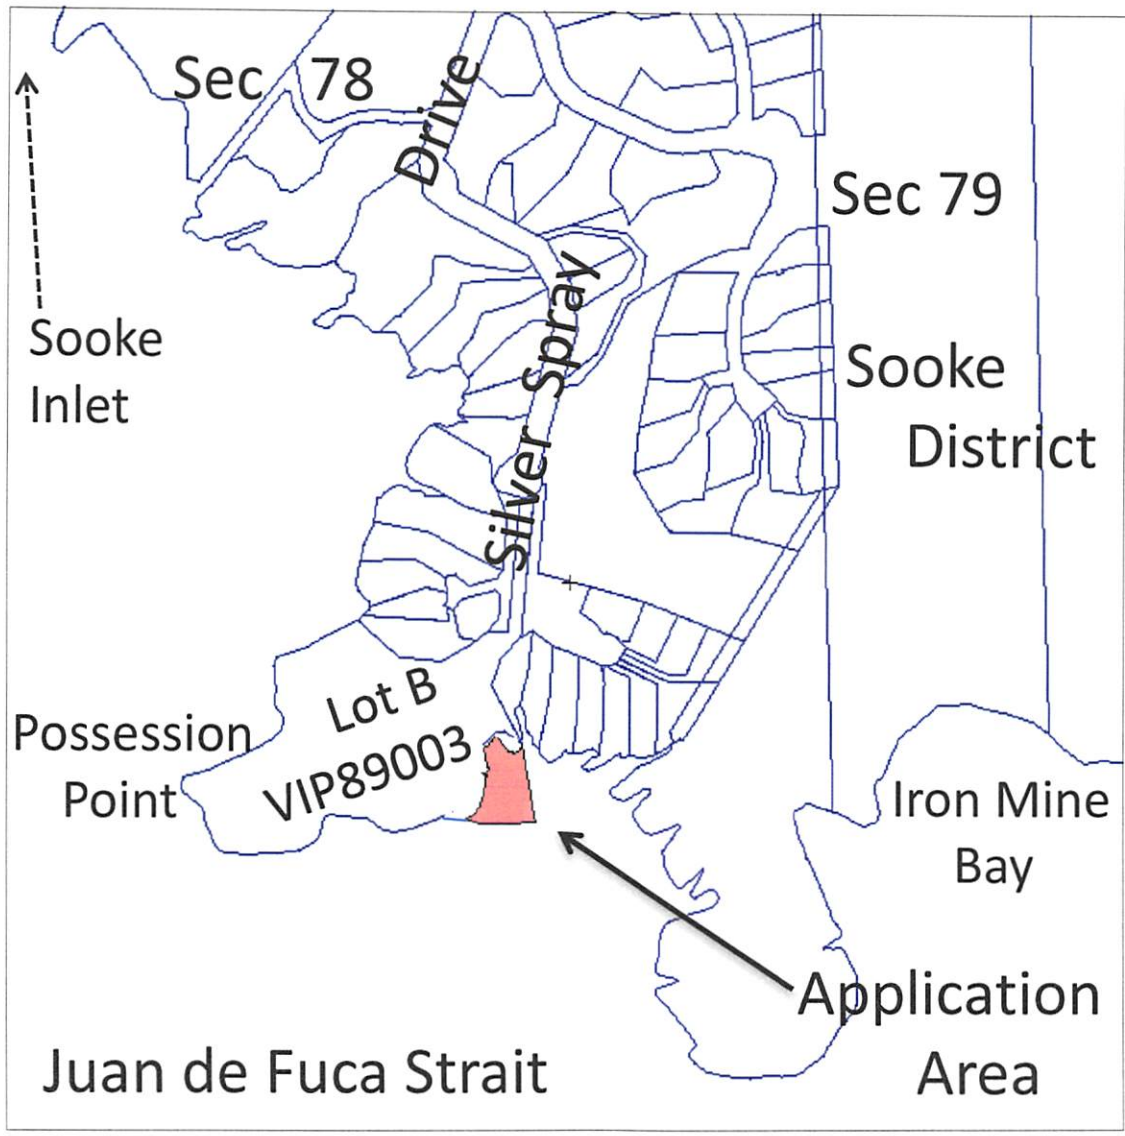 Sec 78
Silver Spray Drive
Sec 79
Sooke
Inlet
Sooke
District
Lot B
VIP89003
Possession
Point
Iron Mine
Bay
Application
Area
Juan de Fuca Strait